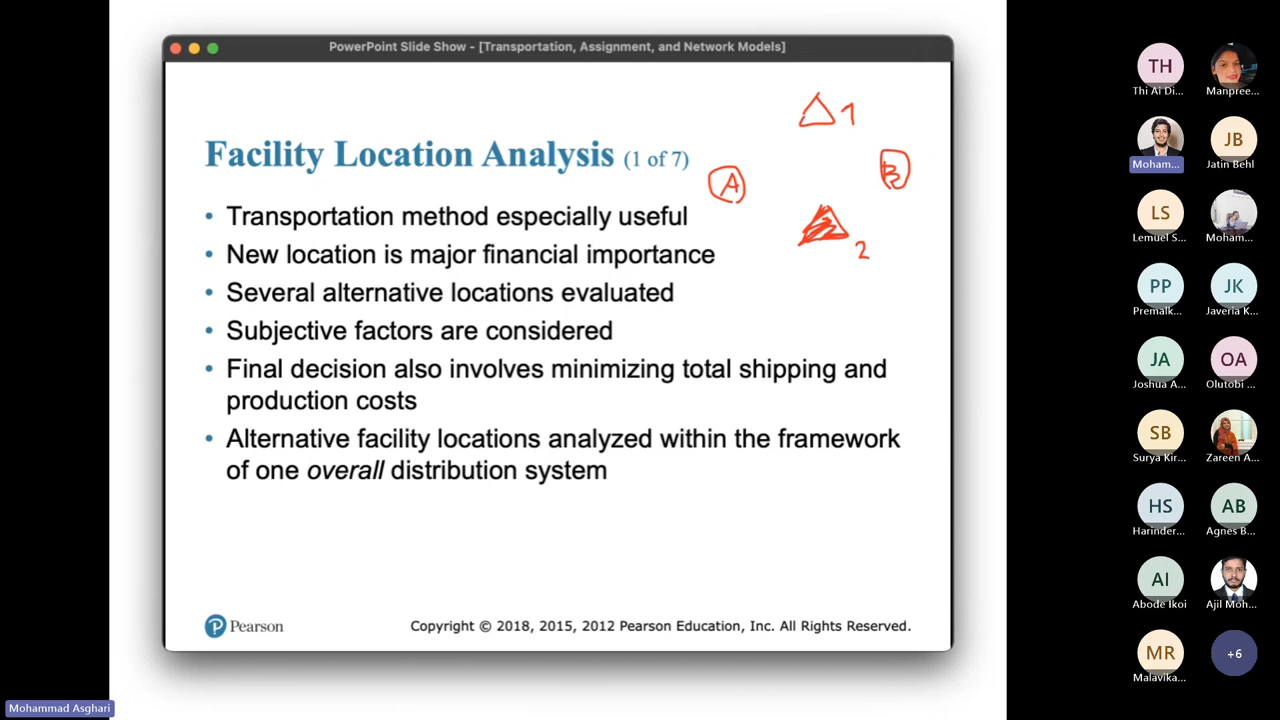 PowerPoint Slide Show - [Transportation, Assignment, and Network Models]
1
Facility Location Analysis (1 of 7)
A
B
2
• Transportation method especially useful
• New location is major financial importance
• Several alternative locations evaluated
• Subjective factors are considered
• Final decision also involves minimizing total shipping and
production costs
• Alternative facility locations analyzed within the framework
of one overall distribution system
P Pearson
Copyright © 2018, 2015, 2012 Pearson Education, Inc. All Rights Reserved.
Mohammad Asghari
TH
Thi Ai Di...
Manpree...
Moham...
JB
Jatin Behl
LS
Lemuel S...
Moham...
PP
Premalk...
JK
Javeria K...
JA
Joshua A...
OA
Olutobi ...
SB
Surya Kir...
Zareen A...
HS
Harinder...
AB
Agnes B...
AI
Abode Ikoi
Ajil Moh...
MR
Malavika...
+6